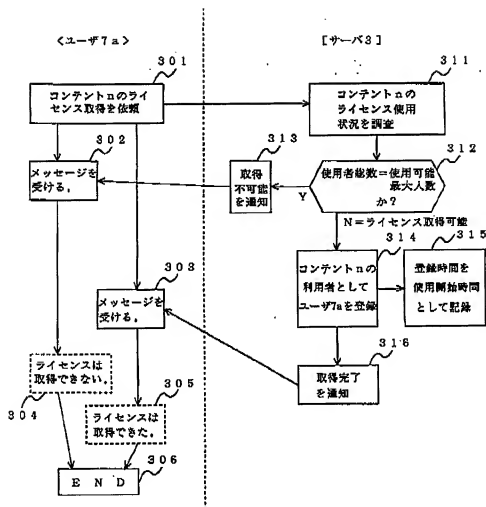 <ユーザ7a>
[サーバ3]
301
コンテントnのライ
センス取得を依頼
311
コンテントnの
ライセンス使用
状況を調査
302
メッセージを
受ける。
313
取得
不可能
を通知
Y
312
使用者総数=使用可能
最大人数
か?
N=ライセンス取得可能
314
コンテントnの
利用者として
ユーザ7aを登録
315
登録時間を
使用開始時間
として記録
303
メッセージを
受ける。
316
取得完了
を通知
ライセンスは
取得できない。
304
305
ライセンスは
取得できた。
306
END